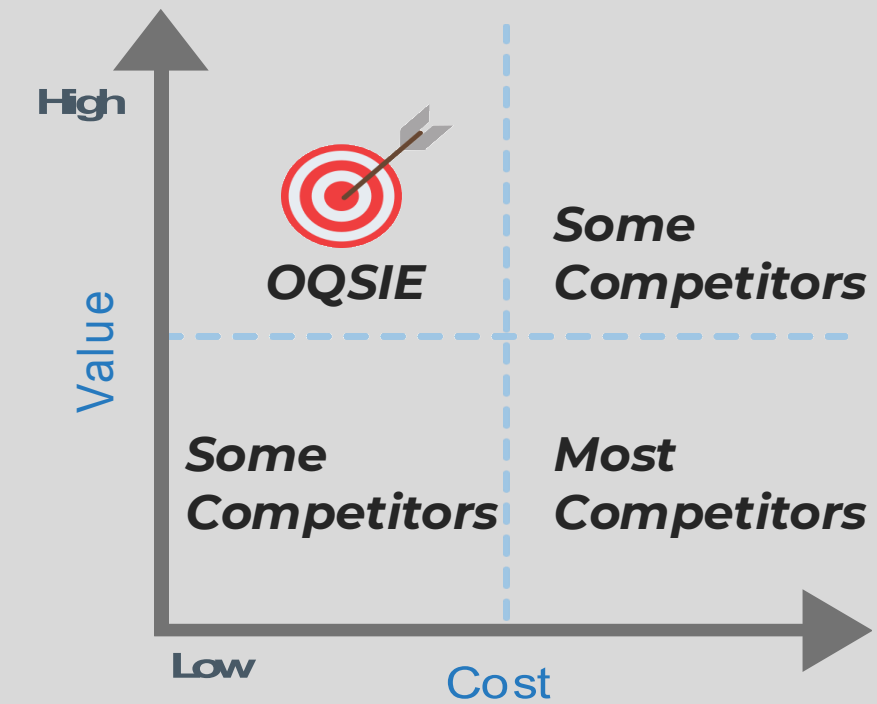 High
OQSIE
Some
Competitors
Value
Some
Competitors
Most
Competitors
Low
Cost